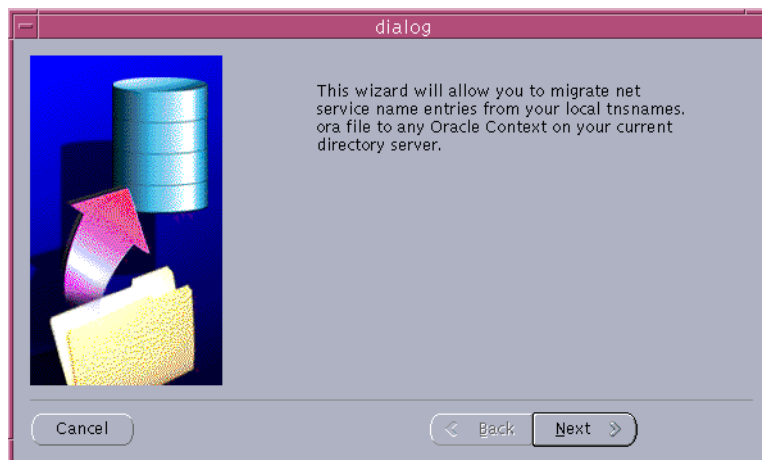 dialog
This wizard will allow you to migrate net
service name entries from your local tnsnames.
ora file to any Oracle Context on your current
directory server.
Cancel
Back
Next